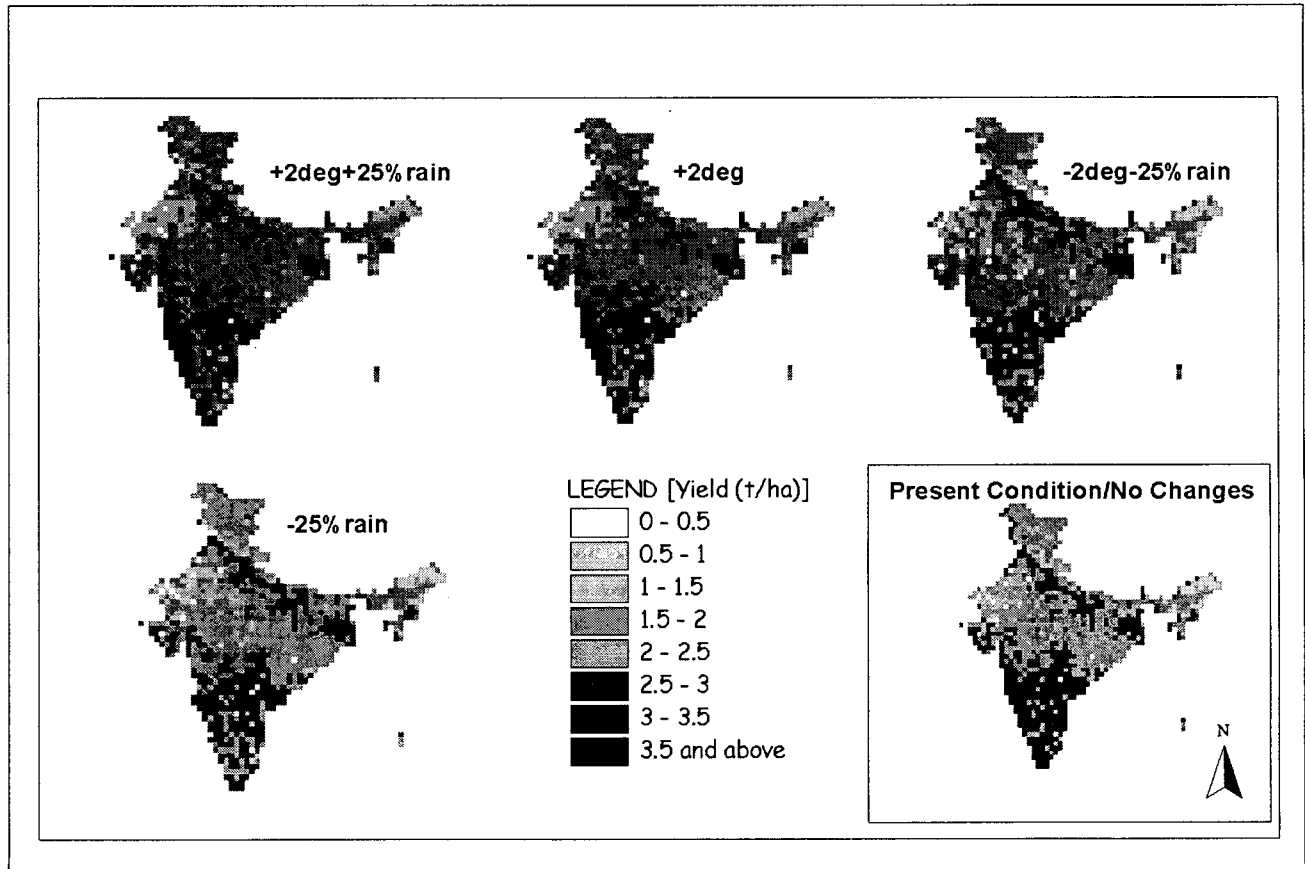 +2deg+25% rain
+2deg
-2deg-25% rain
-25% rain
LEGEND [Yield (t/ha)]
0 - 0.5
0.5 - 1
1 - 1.5
1.5 - 2
2 - 2.5
2.5 - 3
3 - 3.5
3.5 and above
Present Condition/No Changes
N